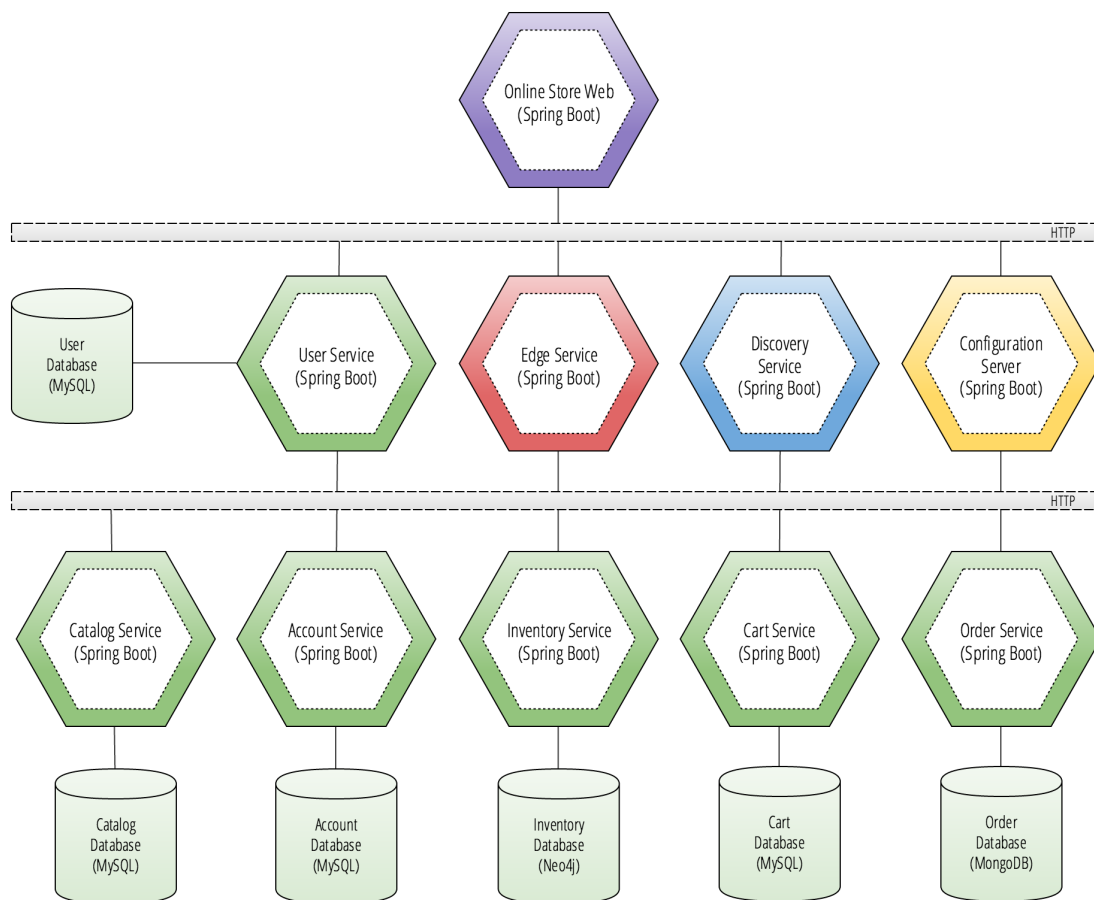 Online Store Web
(Spring Boot)
HTTP
User
Database
(MySQL)
User Service
(Spring Boot)
Edge Service
(Spring Boot)
Discovery
Service
(Spring Boot)
Configuration
Server
(Spring Boot)
HTTP
Catalog Service
(Spring Boot)
Account Service
(Spring Boot)
Inventory Service
(Spring Boot)
Cart Service
(Spring Boot)
Order Service
(Spring Boot)
Catalog
Database
(MySQL)
Account
Database
(MySQL)
Inventory
Database
(Neo4j)
Cart
Database
(MySQL)
Order
Database
(MongoDB)